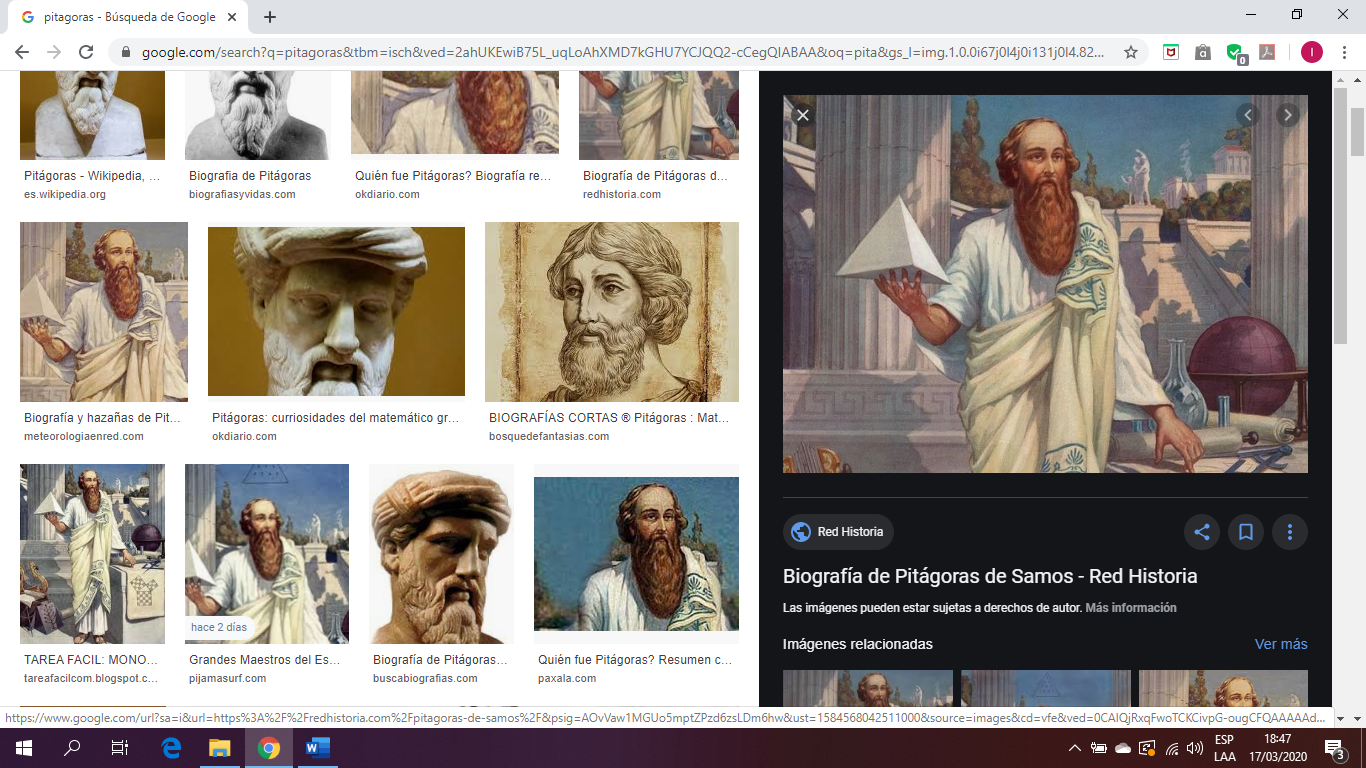 pitagoras - Búsqueda de Google
google.com/search?q=pitagoras&tbm=isch&ved=2ahUKEwiB75L_uqLoAhXMD7kGHU7YCJQQ2-cCegQIABAA&oq=pita&gs_l=img.1.0.0i67j0l4j0i131j0l4.82...
0
I
Pitágoras - Wikipedia, ...
es.wikipedia.org
Biografia de Pitágoras
biografiasyvidas.com
Quién fue Pitágoras? Biografía re...
okdiario.com
Biografía de Pitágoras d...
redhistoria.com
Biografía y hazañas de Pit...
meteorologiaenred.com
Pitágoras: curriosidades del matemático gr...
okdiario.com
BIOGRAFÍAS CORTAS ® Pitágoras : Mat...
bosquedefantasias.com
hace 2 días
TAREA FACIL: MONO...
tareafacilcom.blogspot.c...
Grandes Maestros del Es...
pijamasurf.com
Biografía de Pitágoras...
buscabiografias.com
Quién fue Pitágoras? Resumen c...
paxala.com
Red Historia
Biografía de Pitágoras de Samos - Red Historia
Las imágenes pueden estar sujetas a derechos de autor. Más información
Imágenes relacionadas
Ver más
https://www.google.com/url?sa=i&url=https%3A%2F%2Fredhistoria.com%2Fpitagoras-de-samos%2F&psig=AOvVaw1MGUo5mptZPzd6zsLDm6hw&ust=1584568042511000&source=images&cd=vfe&ved=0CAIQjRxqFwoTCKCivpG-ougCFQAAAAAd...
ESP
LAA
18:47
17/03/2020
3